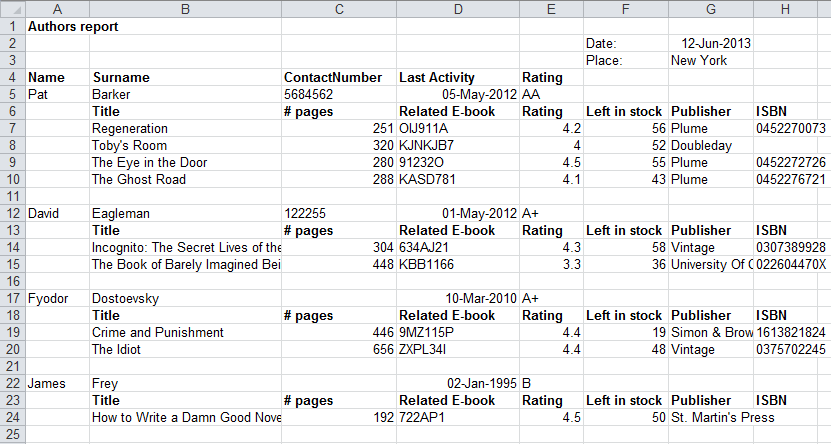 A B C D E F G H
1 Authors report
2 Date: 12-Jun-2013
3 Place: New York
4 Name Surname ContactNumber Last Activity Rating
5 Pat Barker 5684562 05-May-2012 AA
6 Title # pages Related E-book Rating Left in stock Publisher ISBN
7 Regeneration 251 OIJ911A 4.2 56 Plume 0452270073
8 Toby's Room 320 KJNKJB7 4 52 Doubleday
9 The Eye in the Door 280 91232O 4.5 55 Plume 0452272726
10 The Ghost Road 288 KASD781 4.1 43 Plume 0452276721
11
12 David Eagleman 122255 01-May-2012 A+
13 Title # pages Related E-book Rating Left in stock Publisher ISBN
14 Incognito: The Secret Lives of the 304 634AJ21 4.3 58 Vintage 0307389928
15 The Book of Barely Imagined Bei 448 KBB1166 3.3 36 University Of ( 022604470X
16
17 Fyodor Dostoevsky 10-Mar-2010 A+
18 Title # pages Related E-book Rating Left in stock Publisher ISBN
19 Crime and Punishment 446 9MZ115P 4.4 19 Simon & Brow 1613821824
20 The Idiot 656 ZXPL34I 4.4 48 Vintage 0375702245
21
22 James Frey 02-Jan-1995 B
23 Title # pages Related E-book Rating Left in stock Publisher ISBN
24 How to Write a Damn Good Nove 192 722AP1 4.5 50 St. Martin's Press
25